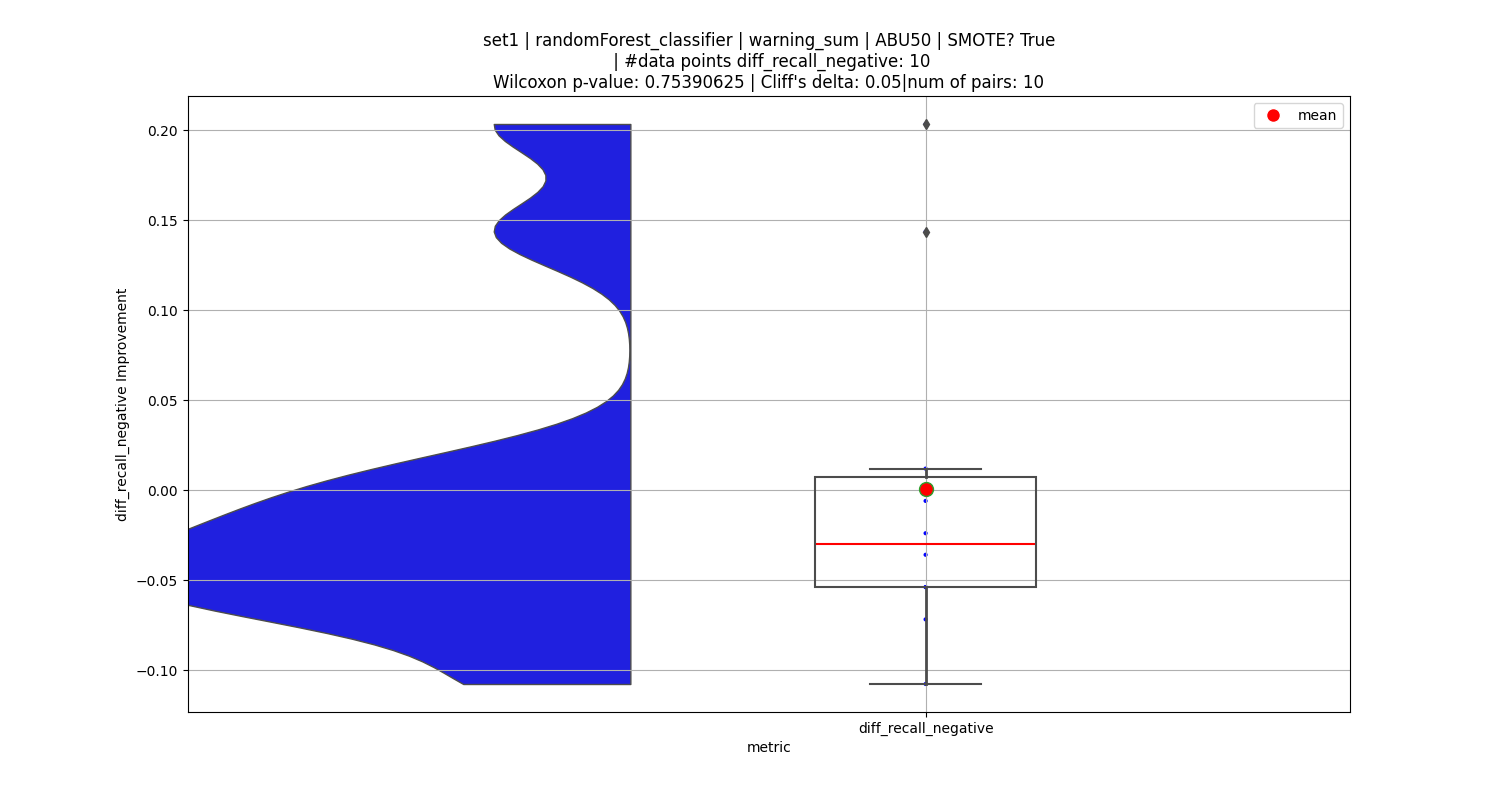 set1 | randomForest_classifier | warning_sum | ABU50 | SMOTE? True
| #data points diff_recall_negative: 10
Wilcoxon p-value: 0.75390625 | Cliff's delta: 0.05|num of pairs: 10
mean
0.20
0.15
0.10
0.05
0.00
−0.05
−0.10
diff_recall_negative Improvement
diff_recall_negative
metric